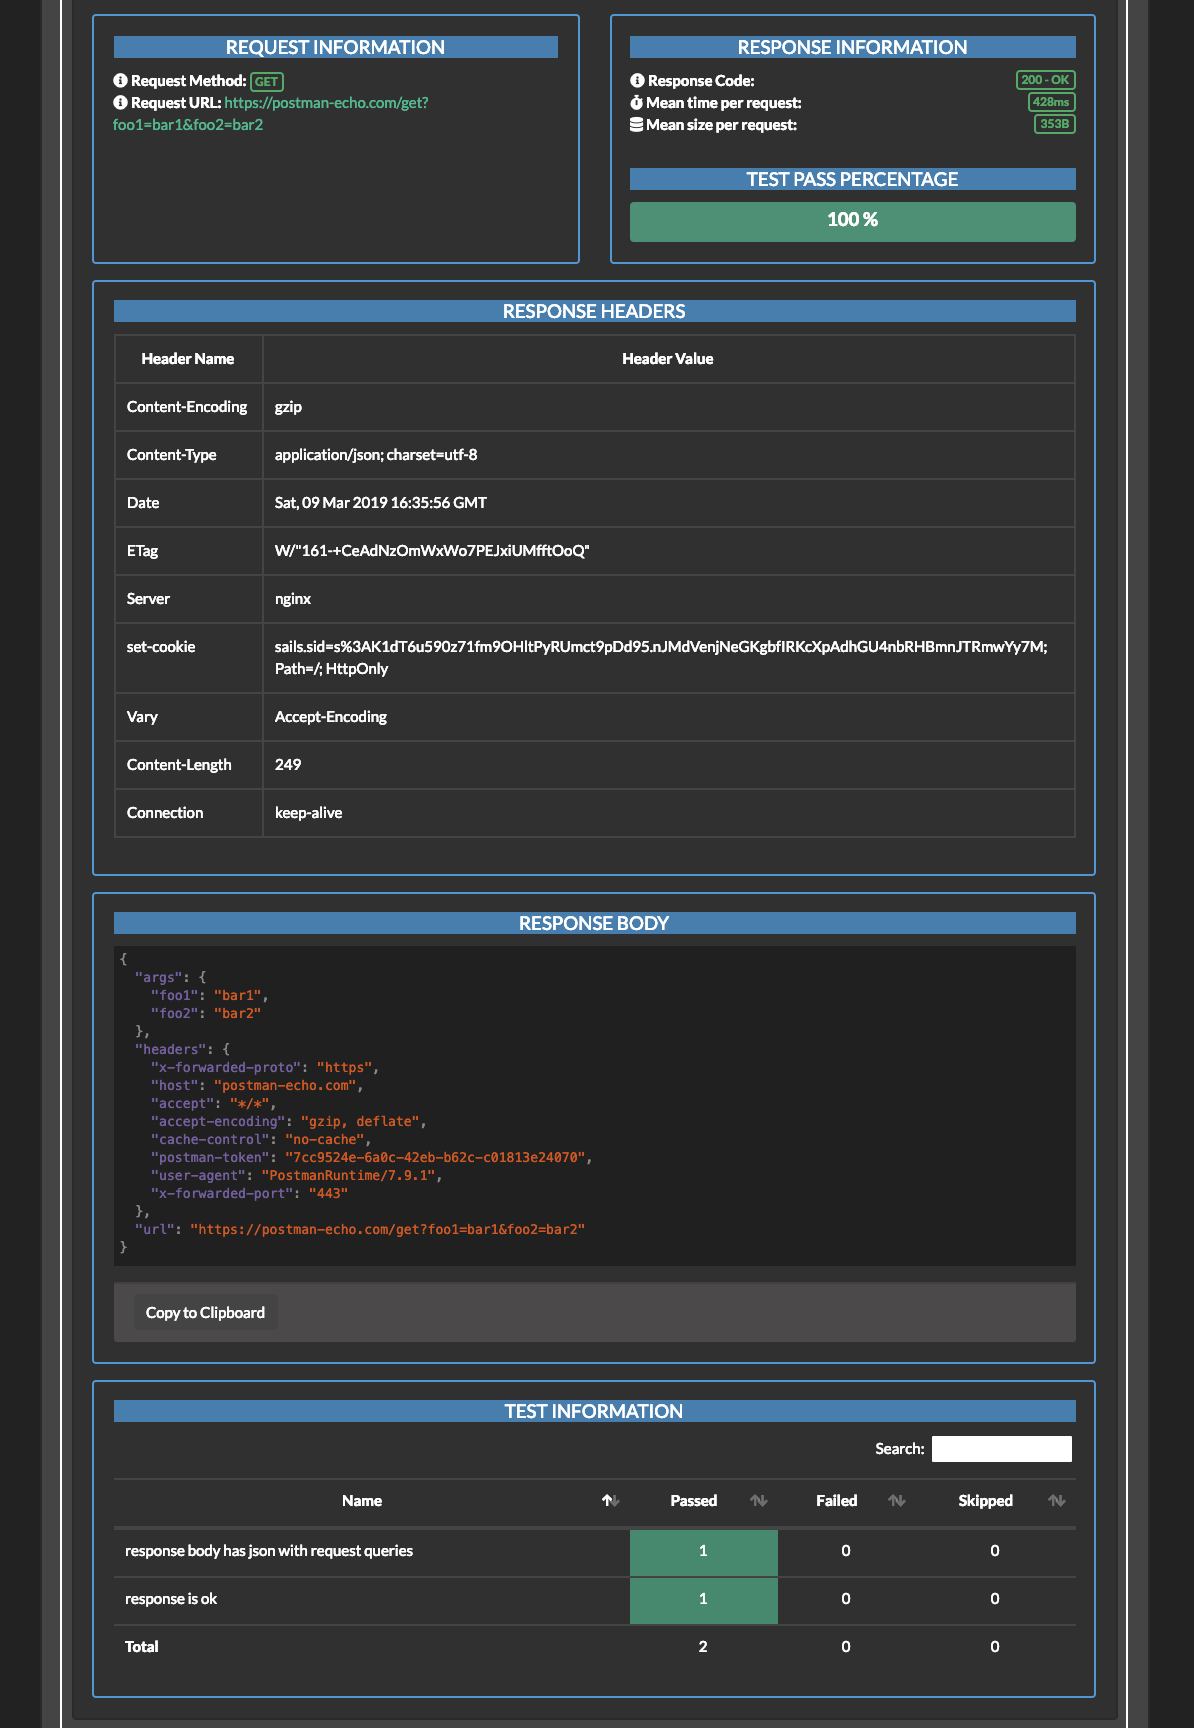 REQUEST INFORMATION
Request Method: GET
Request URL: https://postman-echo.com/get?
foo1=bar1&foo2=bar2
RESPONSE INFORMATION
Response Code: 200 - OK
Mean time per request: 428ms
Mean size per request: 353B
TEST PASS PERCENTAGE
100 %
RESPONSE HEADERS
Header Name Header Value
Content-Encoding gzip
Content-Type application/json; charset=utf-8
Date Sat, 09 Mar 2019 16:35:56 GMT
ETag W/"161-+CeAdNzOmWxWo7PEJxiUMfftOoQ"
Server nginx
set-cookie sails.sid=s%3AK1dT6u590z71fm9OHltPyRUmct9pDd95.nJMdVenjNeGKgbfIRKcXpAdhGU4nbRHBmnJTRmwYy7M;
Path=/; HttpOnly
Vary Accept-Encoding
Content-Length 249
Connection keep-alive
RESPONSE BODY
{
"args": {
"foo1": "bar1",
"foo2": "bar2"
},
"headers": {
"x-forwarded-proto": "https",
"host": "postman-echo.com",
"accept": "*/*",
"accept-encoding": "gzip, deflate",
"cache-control": "no-cache",
"postman-token": "7cc9524e-6a0c-42eb-b62c-c01813e24070",
"user-agent": "PostmanRuntime/7.9.1",
"x-forwarded-port": "443"
},
"url": "https://postman-echo.com/get?foo1=bar1&foo2=bar2"
}
Copy to Clipboard
TEST INFORMATION
Search:
Name Passed Failed Skipped
response body has json with request queries 1 0 0
response is ok 1 0 0
Total 2 0 0